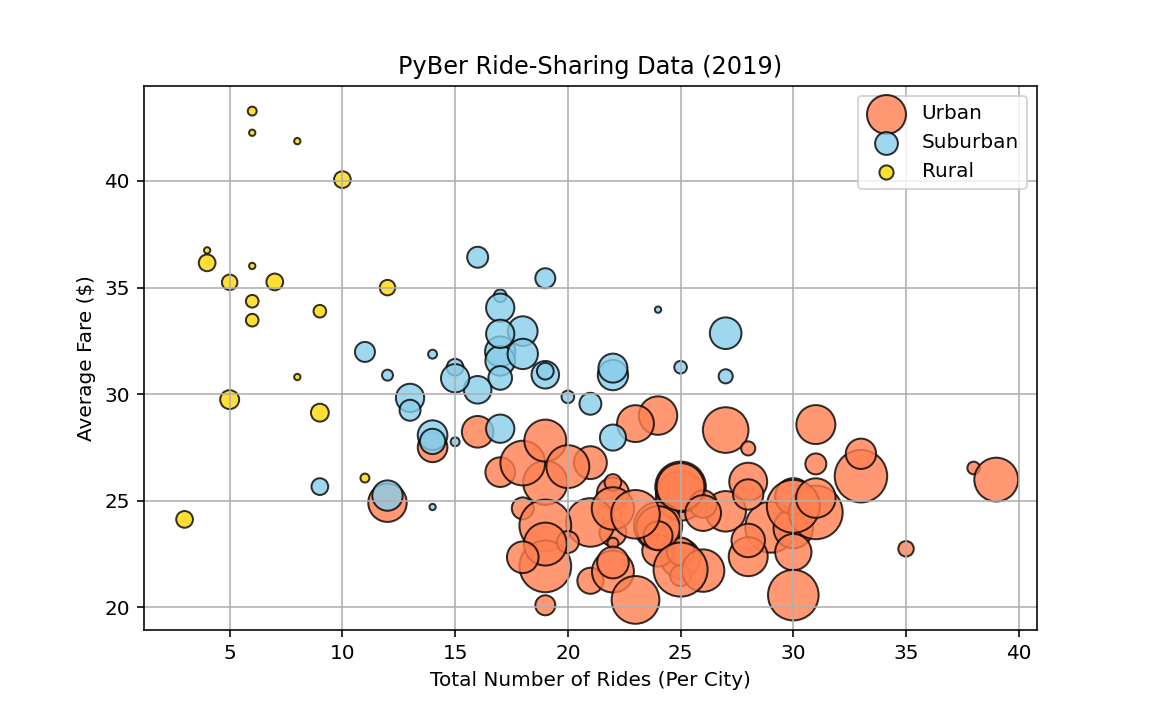 PyBer Ride-Sharing Data (2019)
Urban
Suburban
Rural
40
35
30
25
20
Average Fare ($)
5 10 15 20 25 30 35 40
Total Number of Rides (Per City)